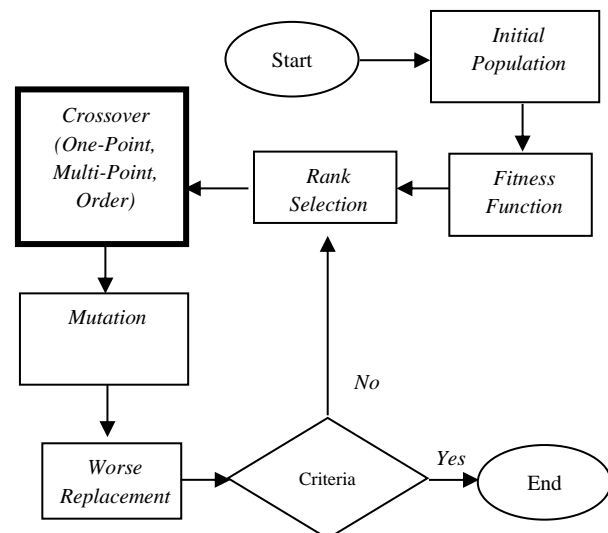 Start
Initial
Population
Fitness
Function
Rank
Selection
Crossover
(One-Point,
Multi-Point,
Order)
Mutation
Worse
Replacement
Criteria
No
Yes
End